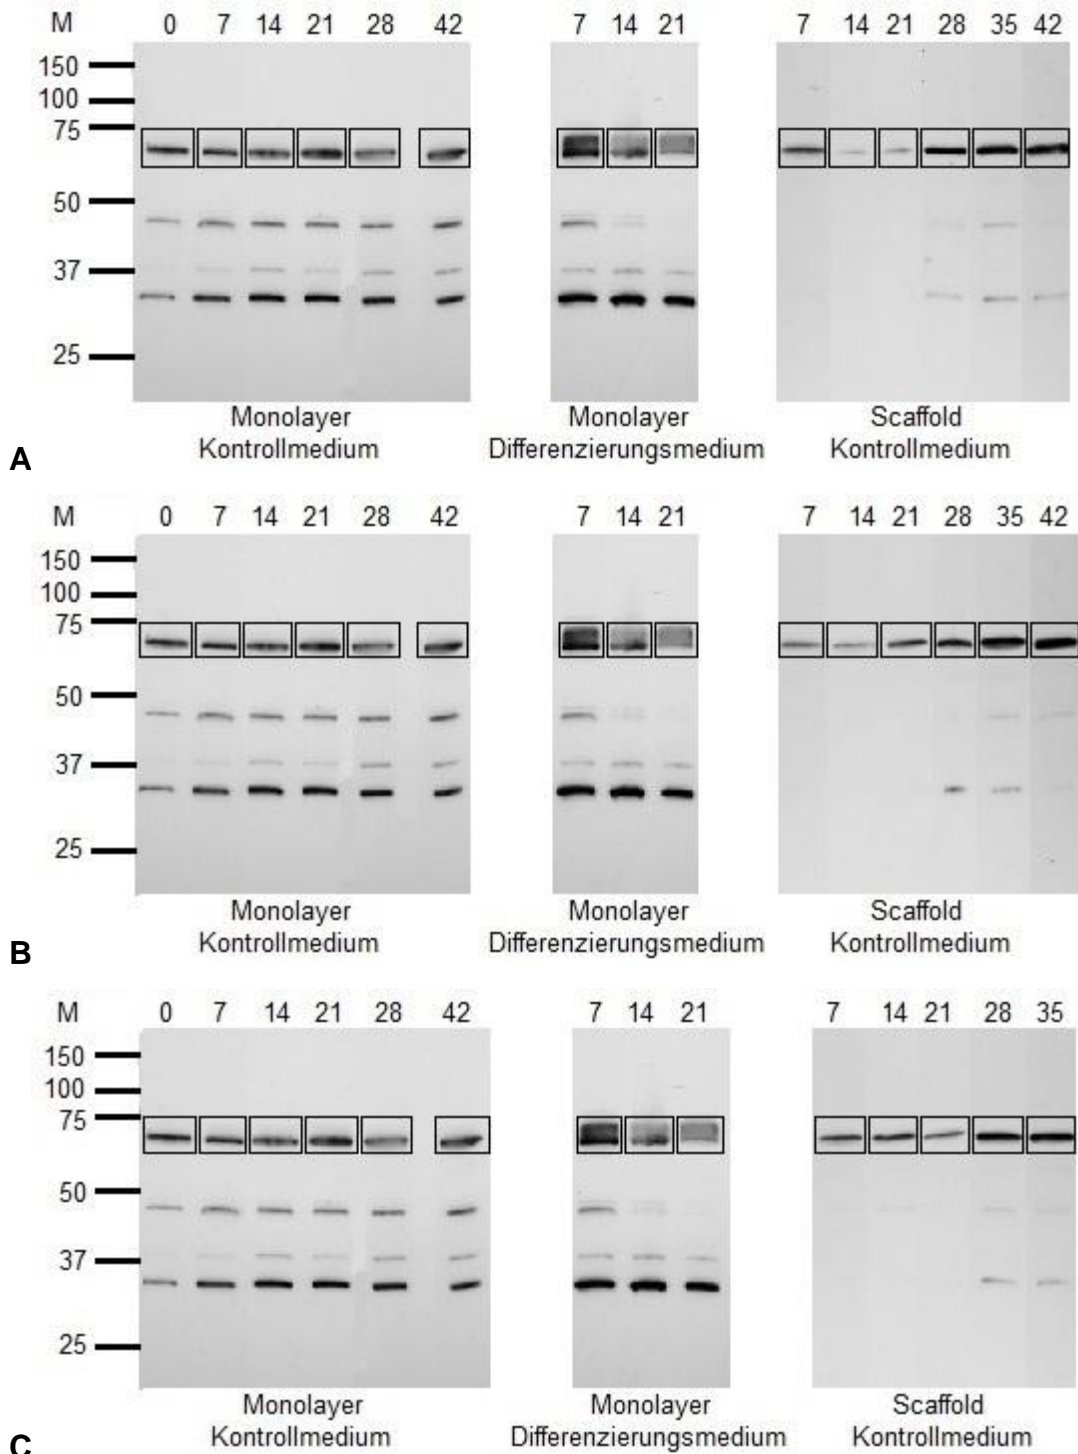 M 0 7 14 21 28 42 7 14 21 7 14 21 28 35 42
150
100
75
50
37
25
Monolayer Monolayer Scaffold
Kontrollmedium Differenzierungsmedium Kontrollmedium
A
M 0 7 14 21 28 42 7 14 21 7 14 21 28 35 42
150
100
75
50
37
25
Monolayer Monolayer Scaffold
Kontrollmedium Differenzierungsmedium Kontrollmedium
B
M 0 7 14 21 28 42 7 14 21 7 14 21 28 35
150
100
75
50
37
25
Monolayer Monolayer Scaffold
Kontrollmedium Differenzierungsmedium Kontrollmedium
C